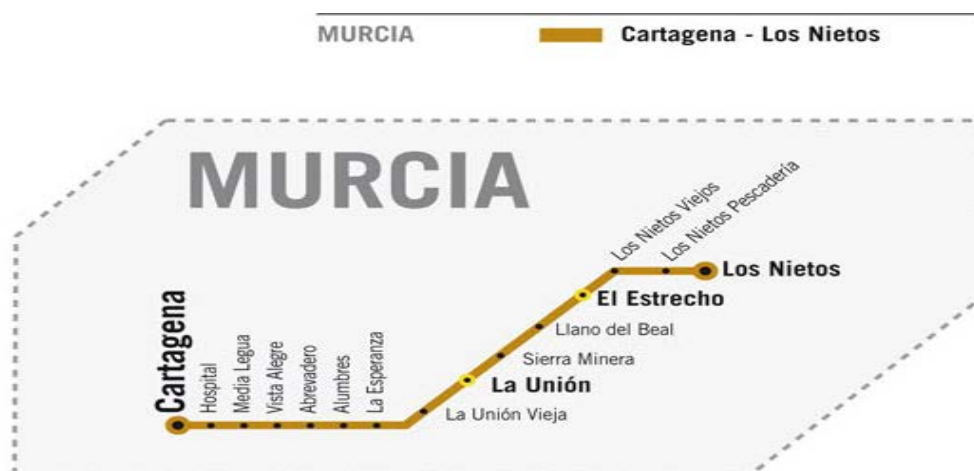 MURCIA Cartagena - Los Nietos
MURCIA
Los Nietos Viejos
Los Nietos Pescadería
Los Nietos
El Estrecho
Llano del Beal
Sierra Minera
La Unión
La Unión Vieja
Cartagena
Hospital
Media Legua
Vista Alegre
Abrevadero
Alumbres
La Esperanza